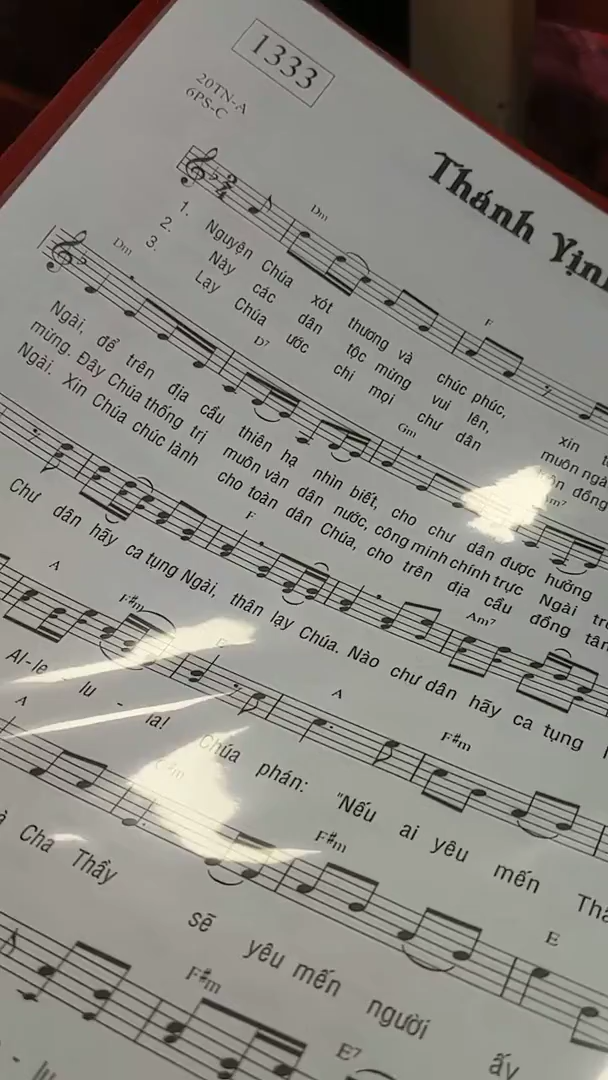 1333
20TN-A
6PS-C
Thánh Vịn
Dm
F
1. Nguyện Chúa xót thương và chúc phúc, xin
2. Này các dân tộc mừng vui lên, muôn
3. Lạy Chúa ước chi mọi chư dân đồng
Dm D7 Gm
Ngài, để trên địa cầu thiên hạ nhìn biết, cho chư dân được hưởng
mừng. Đây Chúa thống trị muôn vàn dân nước, công minh chính trực Ngài
Ngài. Xin Chúa chúc lành cho toàn dân Chúa, cho trên địa cầu đồng
F Am7
Chư dân hãy ca tụng Ngài, thân lạy Chúa. Nào chư dân hãy ca tụng
A F#m A F#m
Al-le - lu - ia! Chúa phán: "Nếu ai yêu mến
A F#m F#m E
Cha Thầy sẽ yêu mến người ấy
F#m E7